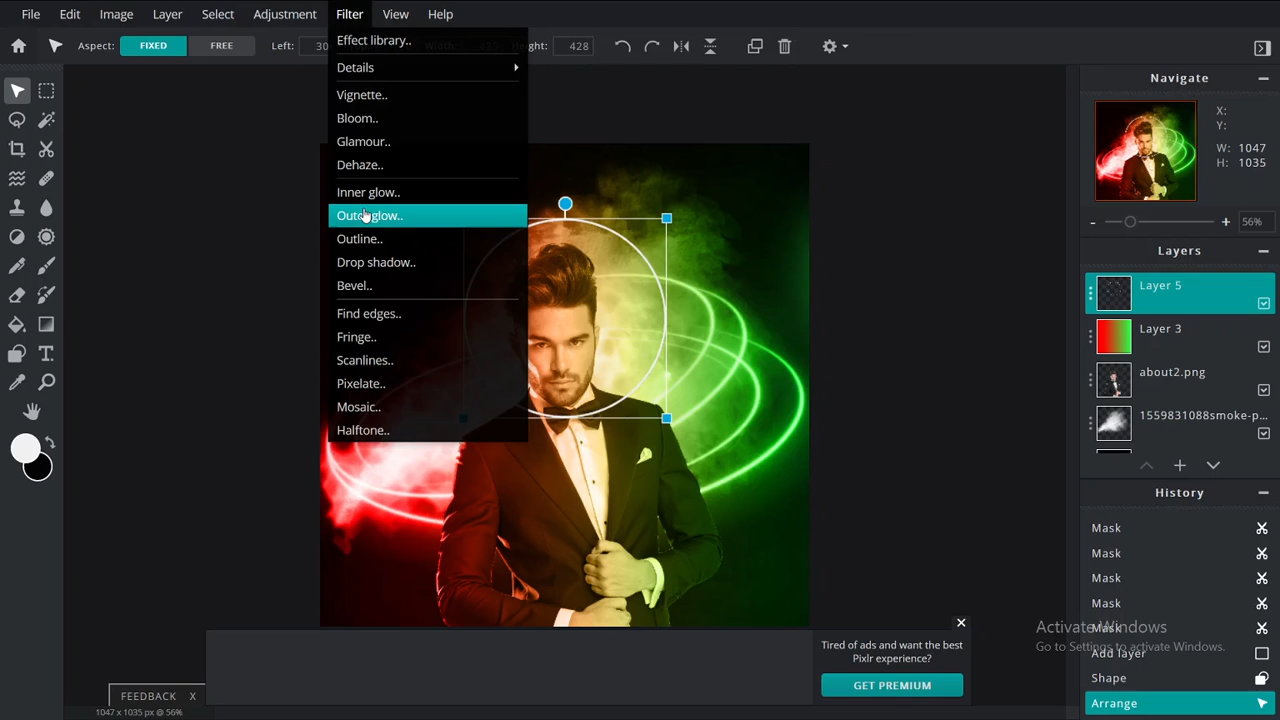 File Edit Image Layer Select Adjustment Filter View Help
Aspect: FIXED FREE Left: 30 Height: 428
Effect library..
Details
Vignette..
Bloom..
Glamour..
Dehaze..
Inner glow..
Outer glow..
Outline..
Drop shadow..
Bevel..
Find edges..
Fringe..
Scanlines..
Pixelate..
Mosaic..
Halftone..
Navigate
X:
Y:
W: 1047
H: 1035
- + 56%
Layers
Layer 5
Layer 3
about2.png
1559831088smoke-p...
History
Mask
Mask
Mask
Mask
Mask
Add layer
Shape
Arrange
Activate Windows
Go to Settings to activate Windows.
Tired of ads and want the best
Pixlr experience?
GET PREMIUM
FEEDBACK X
1047 x 1035 px @ 56%